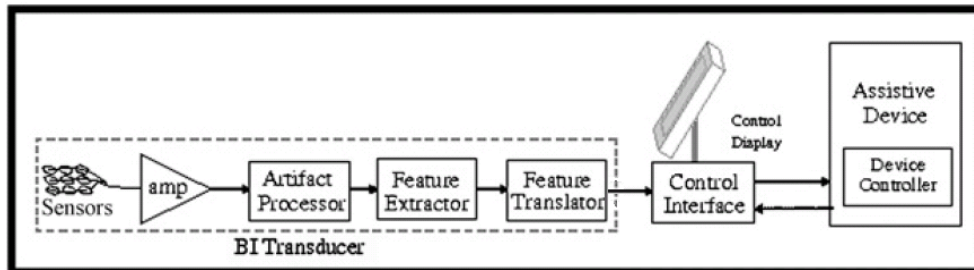 Sensors
amp
Artifact
Processor
Feature
Extractor
Feature
Translator
BI Transducer
Control
Display
Control
Interface
Assistive
Device
Device
Controller